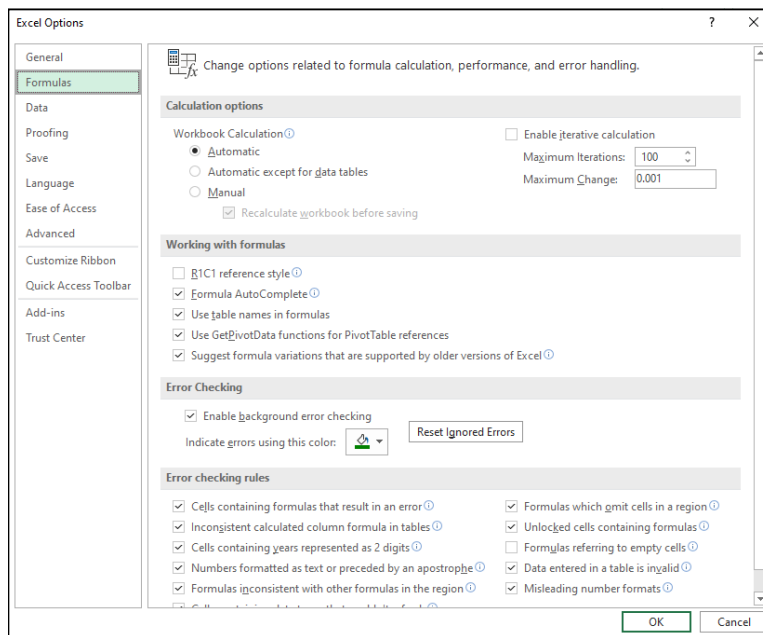 Excel Options
?
General
Formulas
Data
Proofing
Save
Language
Ease of Access
Advanced
Customize Ribbon
Quick Access Toolbar
Add-ins
Trust Center
Change options related to formula calculation, performance, and error handling.
Calculation options
Workbook Calculation
Automatic
Automatic except for data tables
Manual
Recalculate workbook before saving
Enable iterative calculation
Maximum Iterations: 100
Maximum Change: 0.001
Working with formulas
R1C1 reference style
Formula AutoComplete
Use table names in formulas
Use GetPivotData functions for PivotTable references
Suggest formula variations that are supported by older versions of Excel
Error Checking
Enable background error checking
Indicate errors using this color:
Reset Ignored Errors
Error checking rules
Cells containing formulas that result in an error
Inconsistent calculated column formula in tables
Cells containing years represented as 2 digits
Numbers formatted as text or preceded by an apostrophe
Formulas inconsistent with other formulas in the region
Formulas which omit cells in a region
Unlocked cells containing formulas
Formulas referring to empty cells
Data entered in a table is invalid
Misleading number formats
OK
Cancel